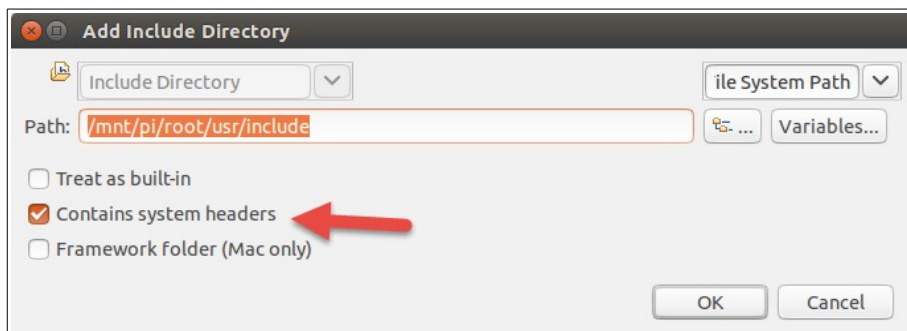 Add Include Directory
Include Directory
ile System Path
Path: /mnt/pi/root/usr/include ... Variables...
Treat as built-in
Contains system headers
Framework folder (Mac only)
OK Cancel